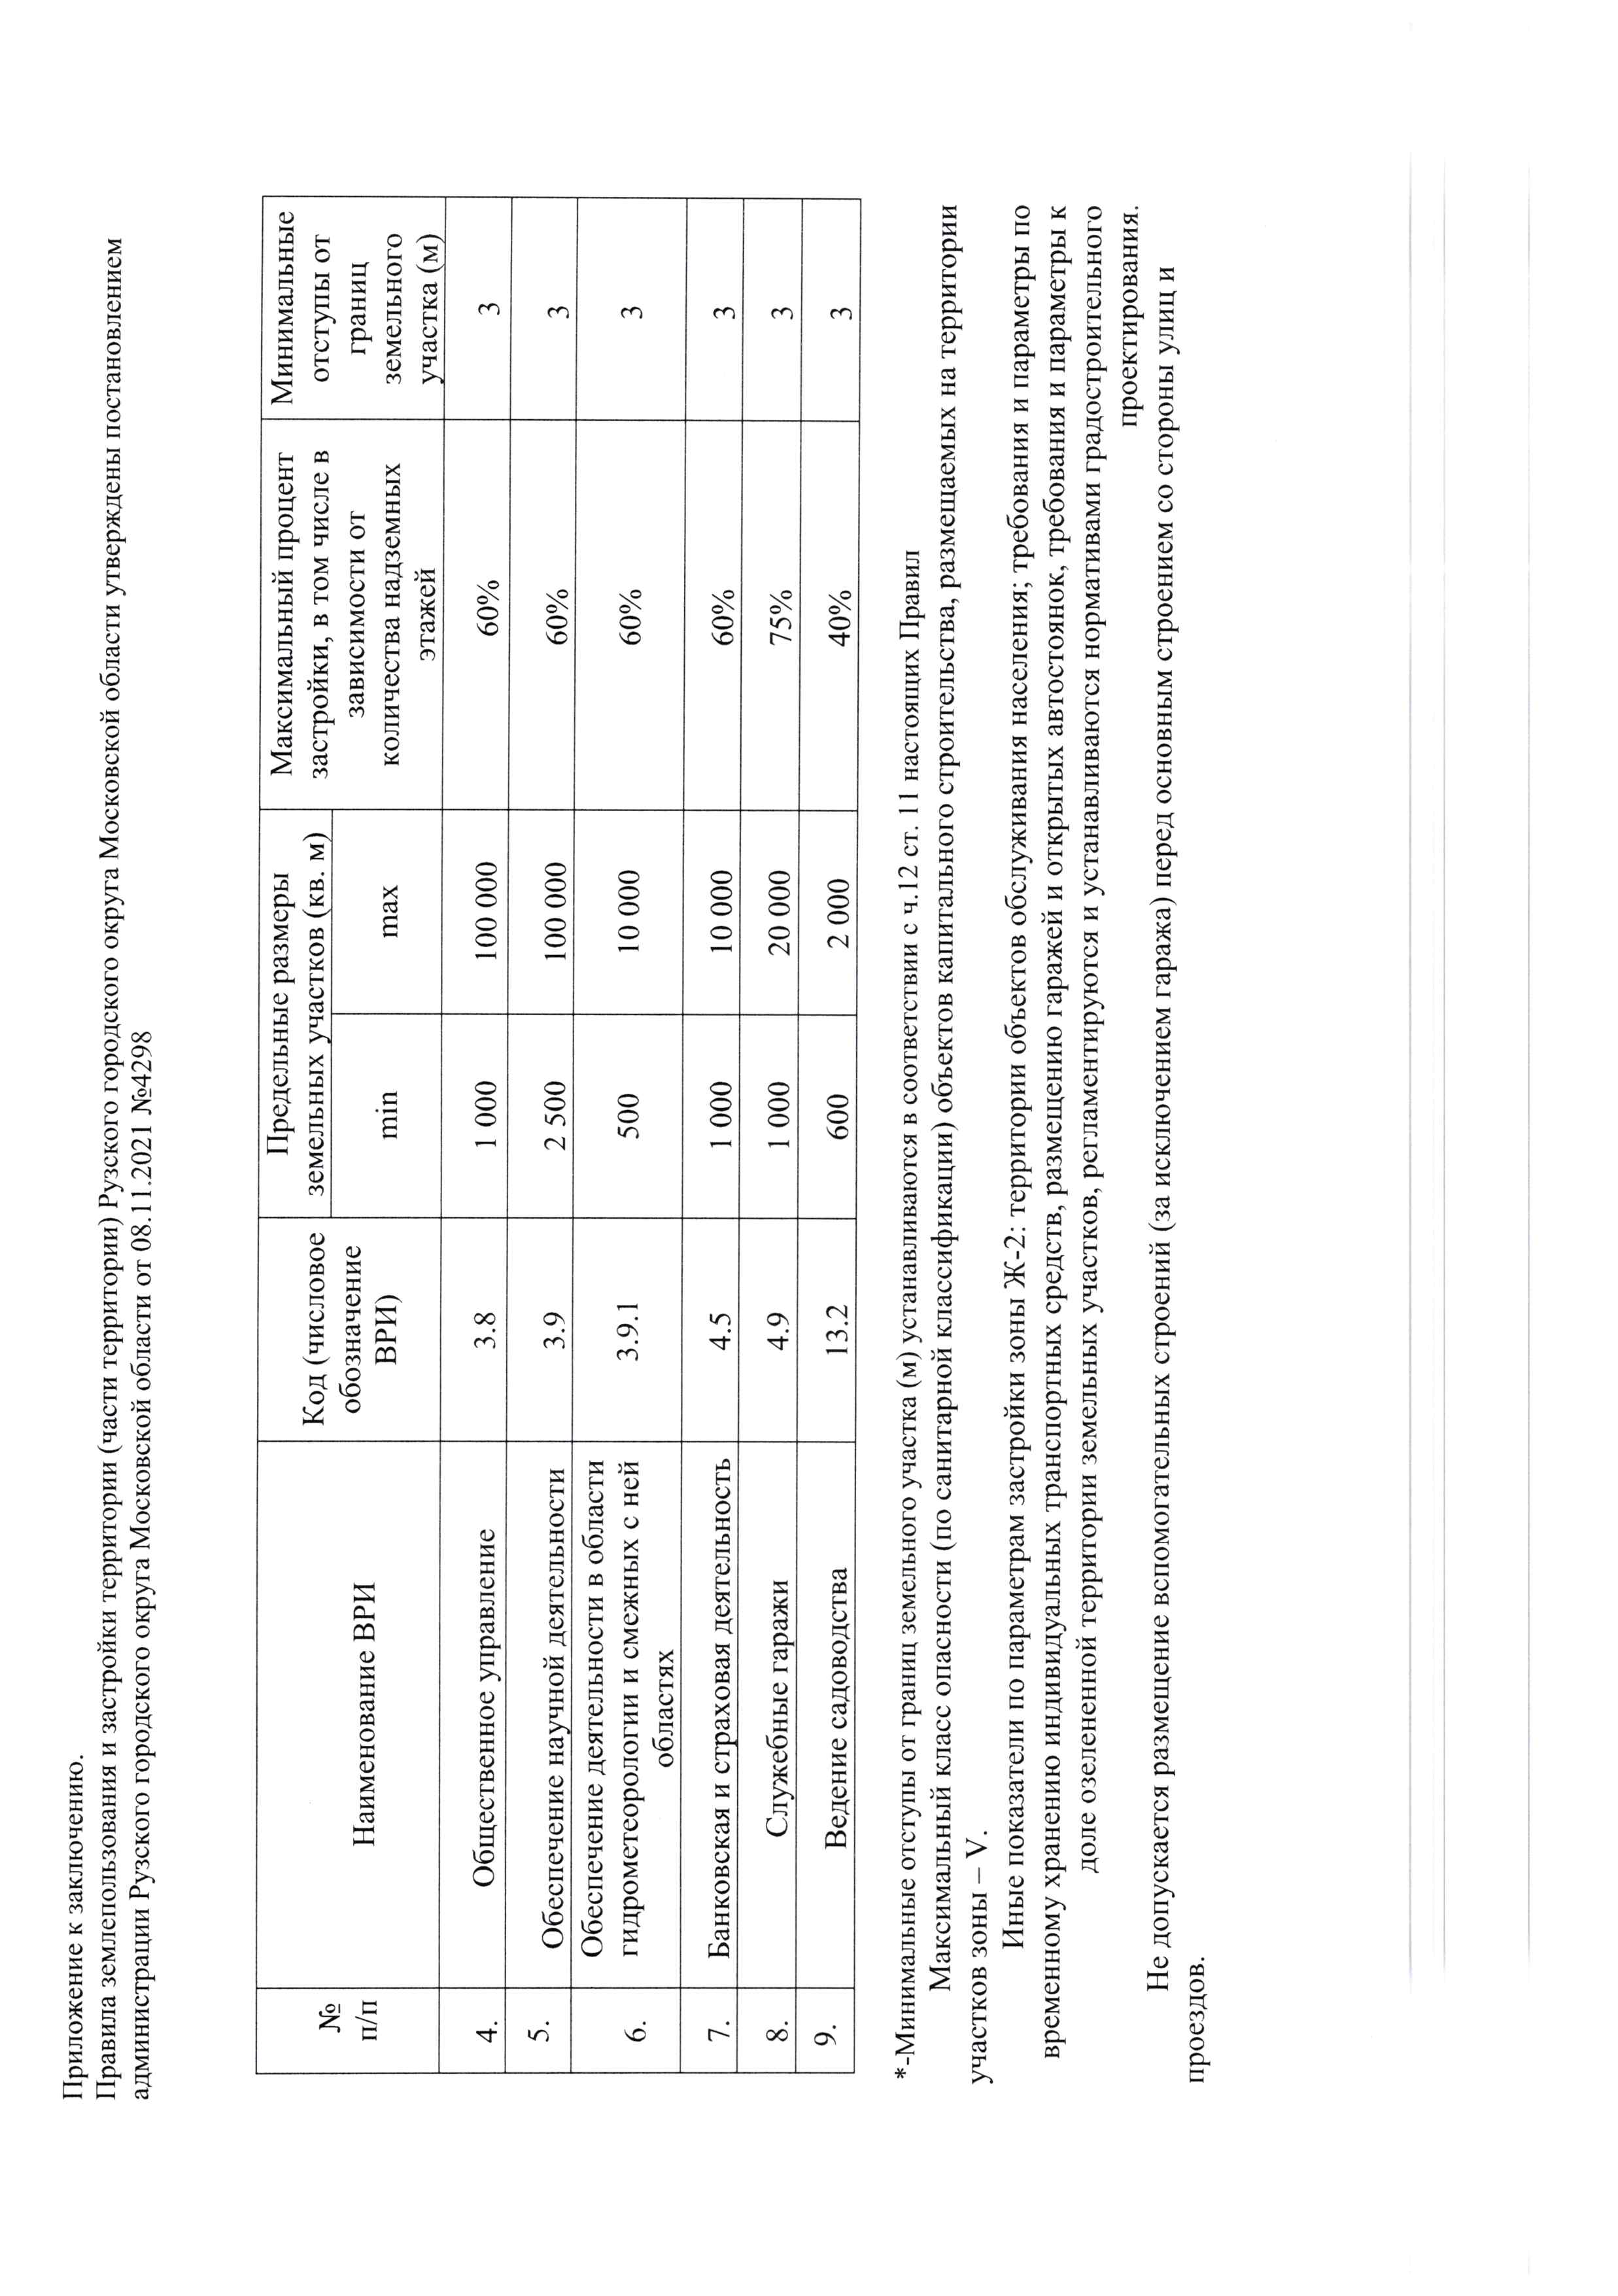 Приложение к заключению.
Правила землепользования и застройки территории (части территории) Рузского городского округа Московской области утверждены постановлением
администрации Рузского городского округа Московской области от 08.11.2021 №4298
№
п/п
Наименование ВРИ
Код (числовое
обозначение
ВРИ)
Предельные размеры
земельных участков (кв. м)
min
max
Максимальный процент
застройки, в том числе в
зависимости от
количества надземных
этажей
Минимальные
отступы от
границ
земельного
участка (м)
4. Общественное управление 3.8 1 000 100 000 60% 3
5. Обеспечение научной деятельности 3.9 2 500 100 000 60% 3
6. Обеспечение деятельности в области
гидрометеорологии и смежных с ней
областях
3.9.1 500 10 000 60% 3
7. Банковская и страховая деятельность 4.5 1 000 10 000 60% 3
8. Служебные гаражи 4.9 1 000 20 000 75% 3
9. Ведение садоводства 13.2 600 2 000 40% 3
*-Минимальные отступы от границ земельного участка (м) устанавливаются в соответствии с ч.12 ст. 11 настоящих Правил
Максимальный класс опасности (по санитарной классификации) объектов капитального строительства, размещаемых на территории
участков зоны – V.
Иные показатели по параметрам застройки зоны Ж-2: территории объектов обслуживания населения; требования и параметры по
временному хранению индивидуальных транспортных средств, размещению гаражей и открытых автостоянок, требования и параметры к
доле озелененной территории земельных участков, регламентируются и устанавливаются нормативами градостроительного
проектирования.
Не допускается размещение вспомогательных строений (за исключением гаража) перед основным строением со стороны улиц и
проездов.